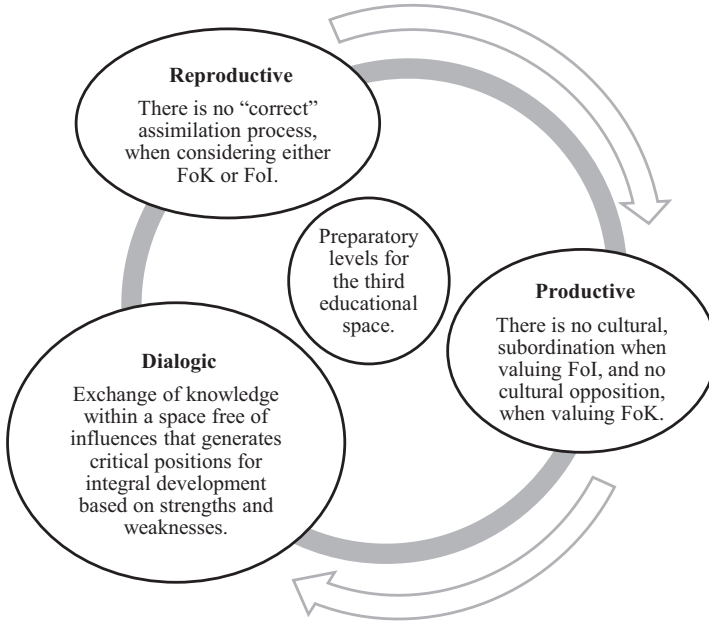 Reproductive
There is no “correct”
assimilation process,
when considering either
FoK or FoI.
Preparatory
levels for
the third
educational
space.
Productive
There is no cultural,
subordination when
valuing FoI, and no
cultural opposition,
when valuing FoK.
Dialogic
Exchange of knowledge
within a space free of
influences that generates
critical positions for
integral development
based on strengths and
weaknesses.